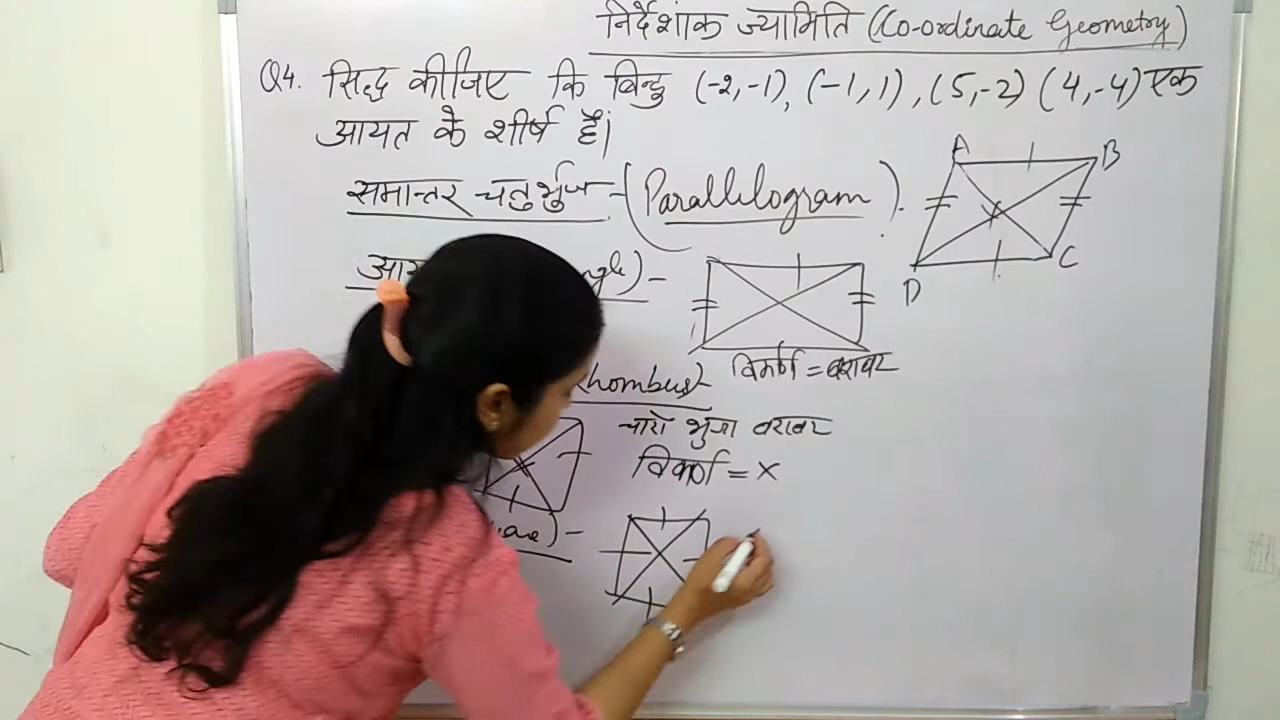 निर्देशांक ज्यामिति (Co-ordinate Geometry)
Q4. सिद्ध कीजिए कि बिन्दु (-2,-1), (-1,1), (5,-2) (4,-4) एक
आयत के शीर्ष हैं।
समान्तर चतुर्भुज - (Parallelogram).
A B
C
D
विकर्ण = बराबर
चारो भुजा बराबर
विकर्ण = ×